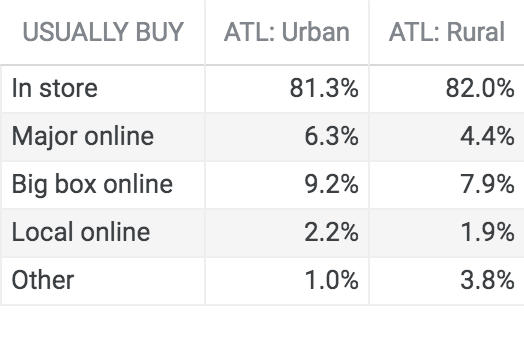 USUALLY BUY ATL: Urban ATL: Rural
In store 81.3% 82.0%
Major online 6.3% 4.4%
Big box online 9.2% 7.9%
Local online 2.2% 1.9%
Other 1.0% 3.8%